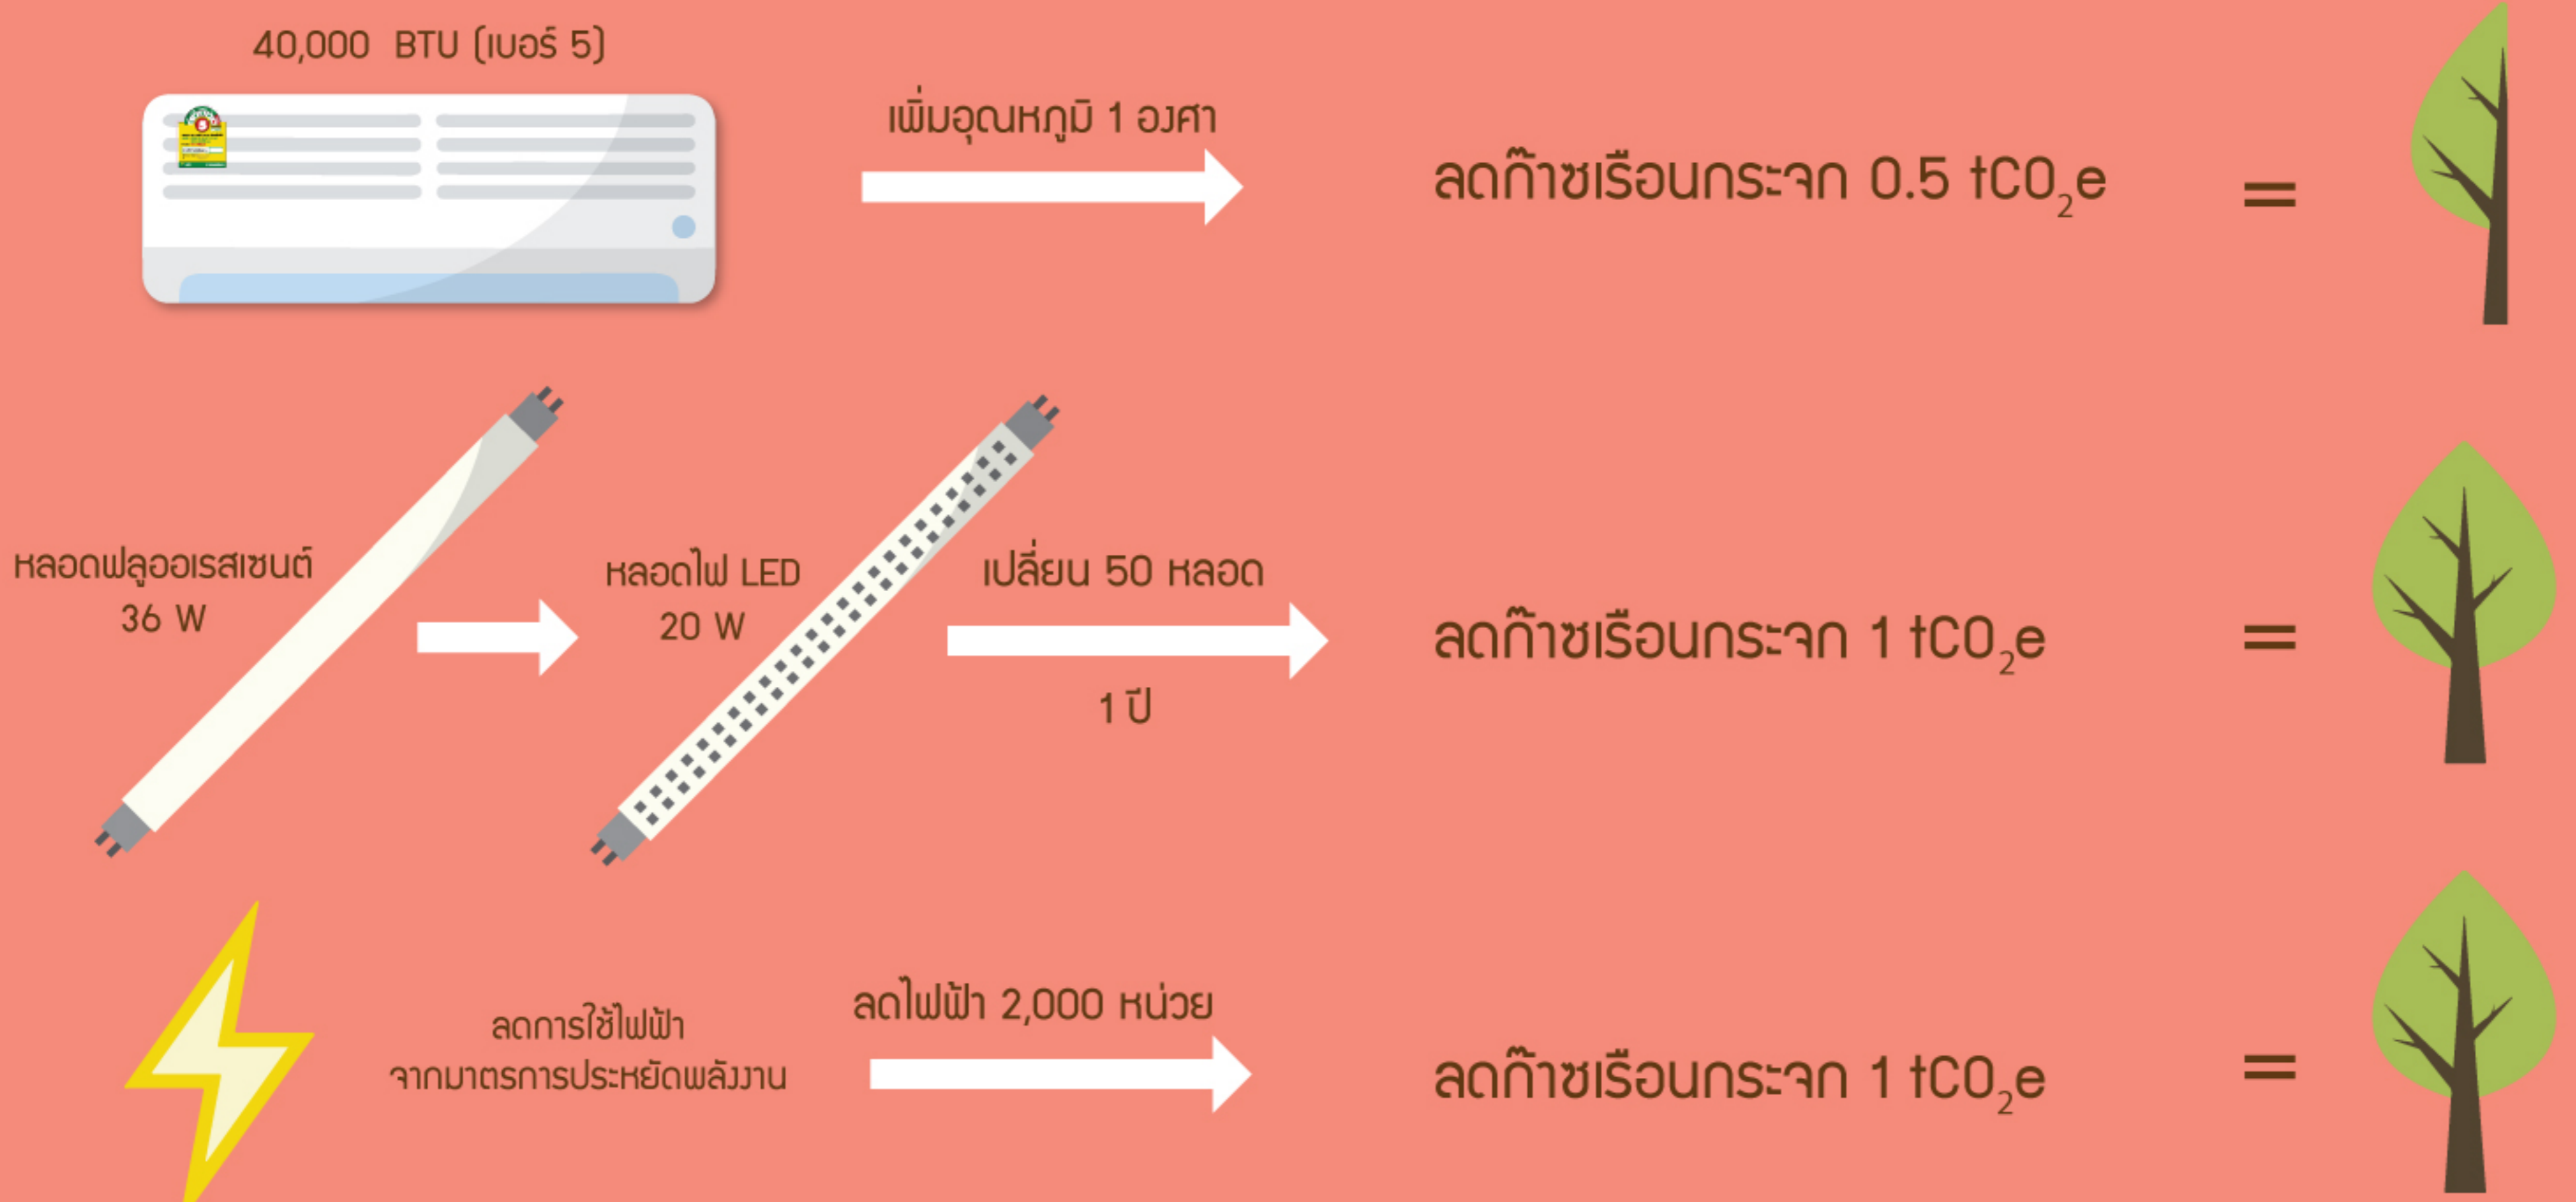 40,000 BTU (เบอร์ 5)
เพิ่มอุณหภูมิ 1 องศา
ลดก๊าซเรือนกระจก 0.5 tCO₂e
=
หลอดฟลูออเรสเซนต์
36 W
หลอดไฟ LED
20 W
เปลี่ยน 50 หลอด
1 ปี
ลดก๊าซเรือนกระจก 1 tCO₂e
=
ลดการใช้ไฟฟ้า
จากมาตรการประหยัดพลังงาน
ลดไฟฟ้า 2,000 หน่วย
ลดก๊าซเรือนกระจก 1 tCO₂e
=